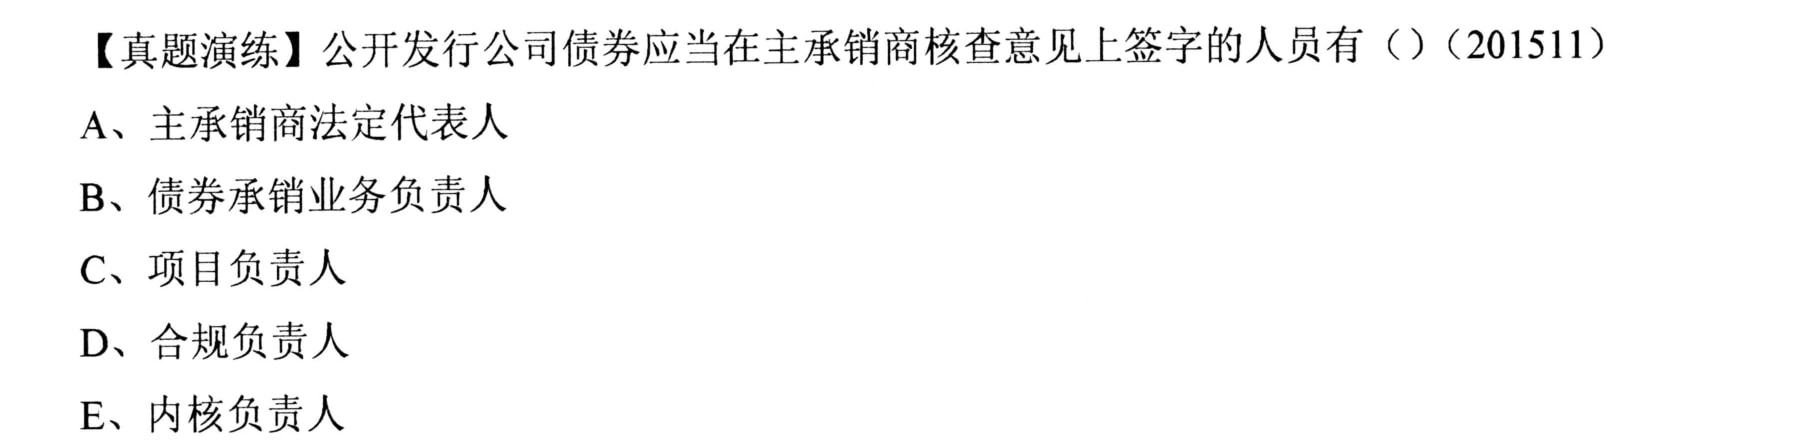 【真题演练】公开发行公司债券应当在主承销商核查意见上签字的人员有（）（201511）
A、主承销商法定代表人
B、债券承销业务负责人
C、项目负责人
D、合规负责人
E、内核负责人